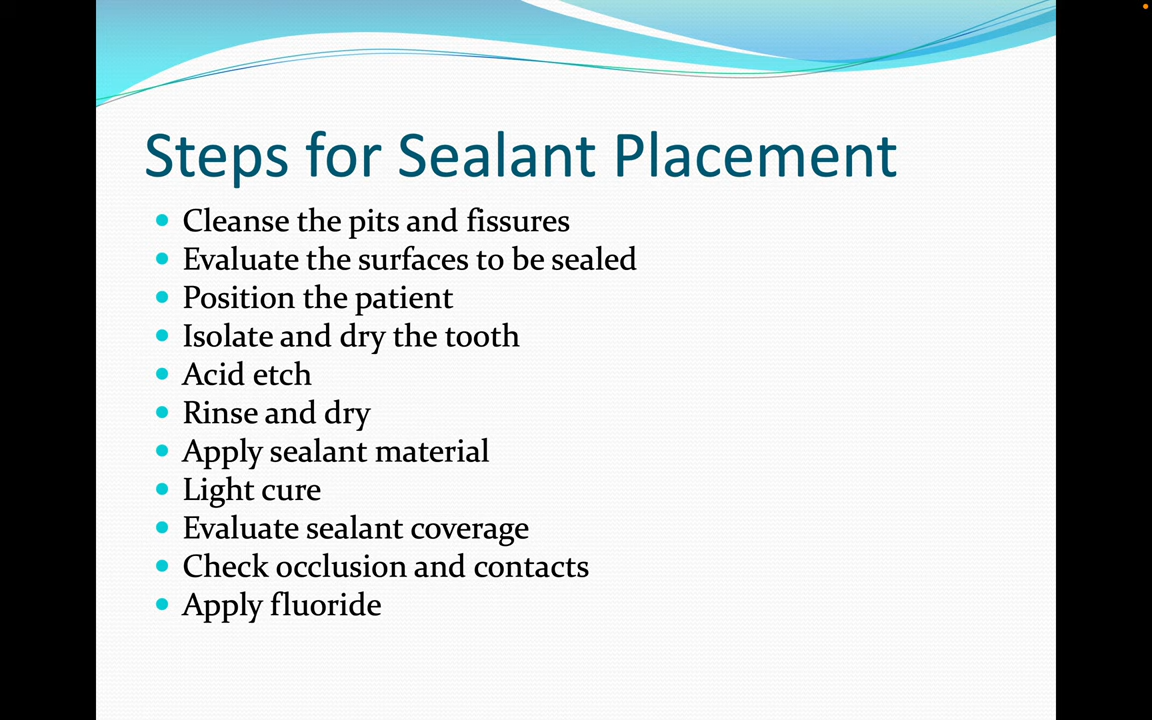 Steps for Sealant Placement
• Cleanse the pits and fissures
• Evaluate the surfaces to be sealed
• Position the patient
• Isolate and dry the tooth
• Acid etch
• Rinse and dry
• Apply sealant material
• Light cure
• Evaluate sealant coverage
• Check occlusion and contacts
• Apply fluoride